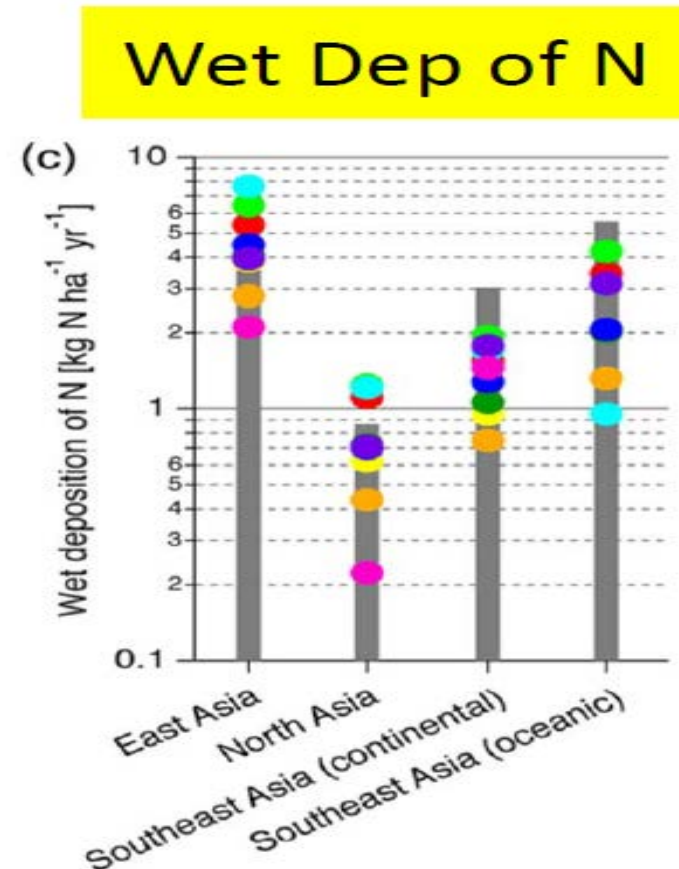 Wet Dep of N
(c)
Wet deposition of N [kg N ha⁻¹ yr⁻¹]
10
6
5
4
3
2
1
6
5
4
3
2
0.1
East Asia
North Asia
Southeast Asia (continental)
Southeast Asia (oceanic)